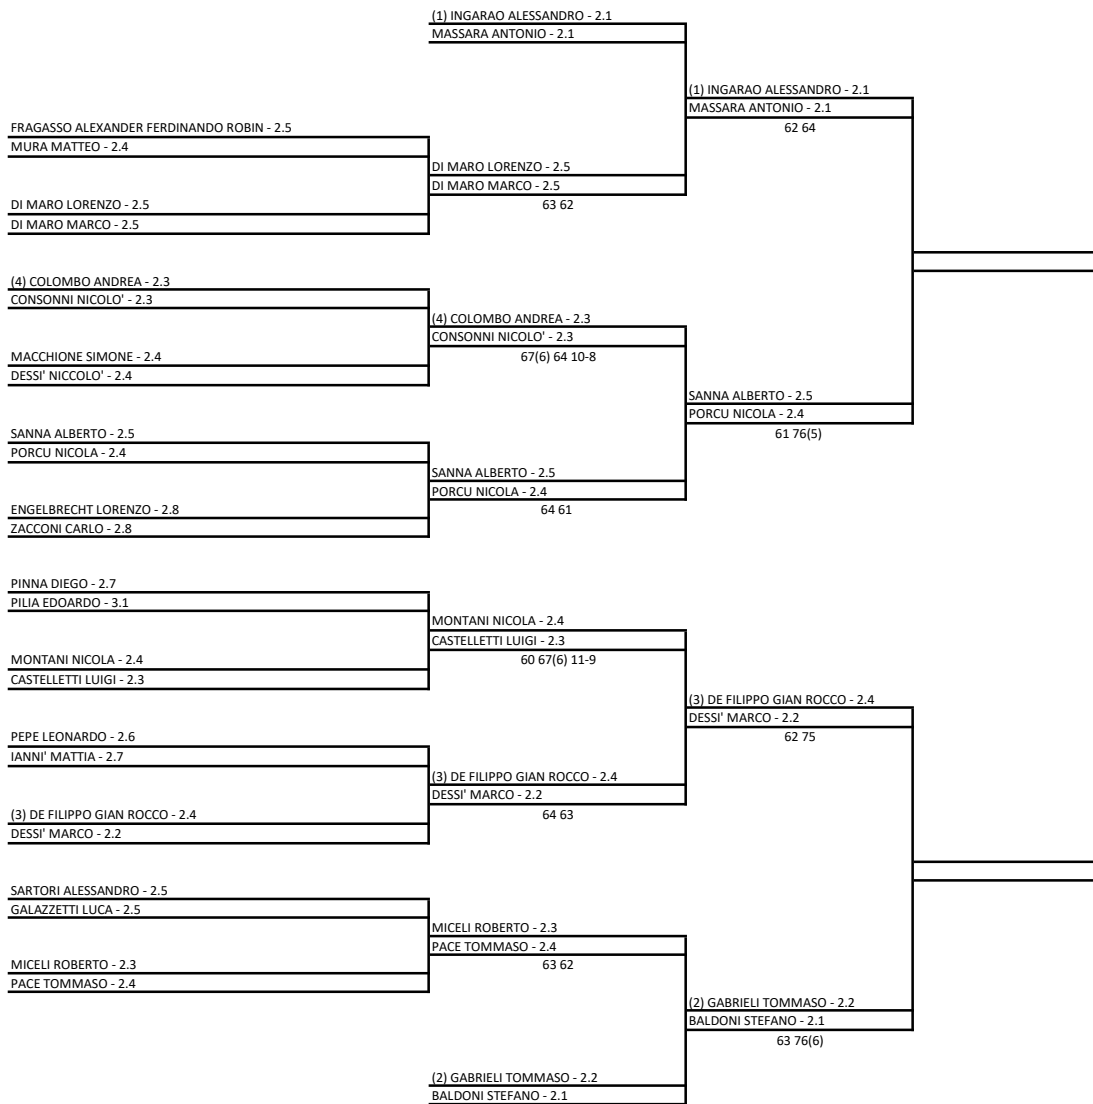 (1) INGARAO ALESSANDRO - 2.1
MASSARA ANTONIO - 2.1
(1) INGARAO ALESSANDRO - 2.1
MASSARA ANTONIO - 2.1
62 64
FRAGASSO ALEXANDER FERDINANDO ROBIN - 2.5
MURA MATTEO - 2.4
DI MARO LORENZO - 2.5
DI MARO MARCO - 2.5
63 62
DI MARO LORENZO - 2.5
DI MARO MARCO - 2.5
(4) COLOMBO ANDREA - 2.3
CONSONNI NICOLO' - 2.3
(4) COLOMBO ANDREA - 2.3
CONSONNI NICOLO' - 2.3
67(6) 64 10-8
MACCHIONE SIMONE - 2.4
DESSI' NICCOLO' - 2.4
SANNA ALBERTO - 2.5
PORCU NICOLA - 2.4
61 76(5)
SANNA ALBERTO - 2.5
PORCU NICOLA - 2.4
SANNA ALBERTO - 2.5
PORCU NICOLA - 2.4
64 61
ENGELBRECHT LORENZO - 2.8
ZACCONI CARLO - 2.8
PINNA DIEGO - 2.7
PILIA EDOARDO - 3.1
MONTANI NICOLA - 2.4
CASTELLETTI LUIGI - 2.3
60 67(6) 11-9
MONTANI NICOLA - 2.4
CASTELLETTI LUIGI - 2.3
(3) DE FILIPPO GIAN ROCCO - 2.4
DESSI' MARCO - 2.2
62 75
PEPE LEONARDO - 2.6
IANNI' MATTIA - 2.7
(3) DE FILIPPO GIAN ROCCO - 2.4
DESSI' MARCO - 2.2
64 63
(3) DE FILIPPO GIAN ROCCO - 2.4
DESSI' MARCO - 2.2
SARTORI ALESSANDRO - 2.5
GALAZZETTI LUCA - 2.5
MICELI ROBERTO - 2.3
PACE TOMMASO - 2.4
63 62
MICELI ROBERTO - 2.3
PACE TOMMASO - 2.4
(2) GABRIELI TOMMASO - 2.2
BALDONI STEFANO - 2.1
63 76(6)
(2) GABRIELI TOMMASO - 2.2
BALDONI STEFANO - 2.1